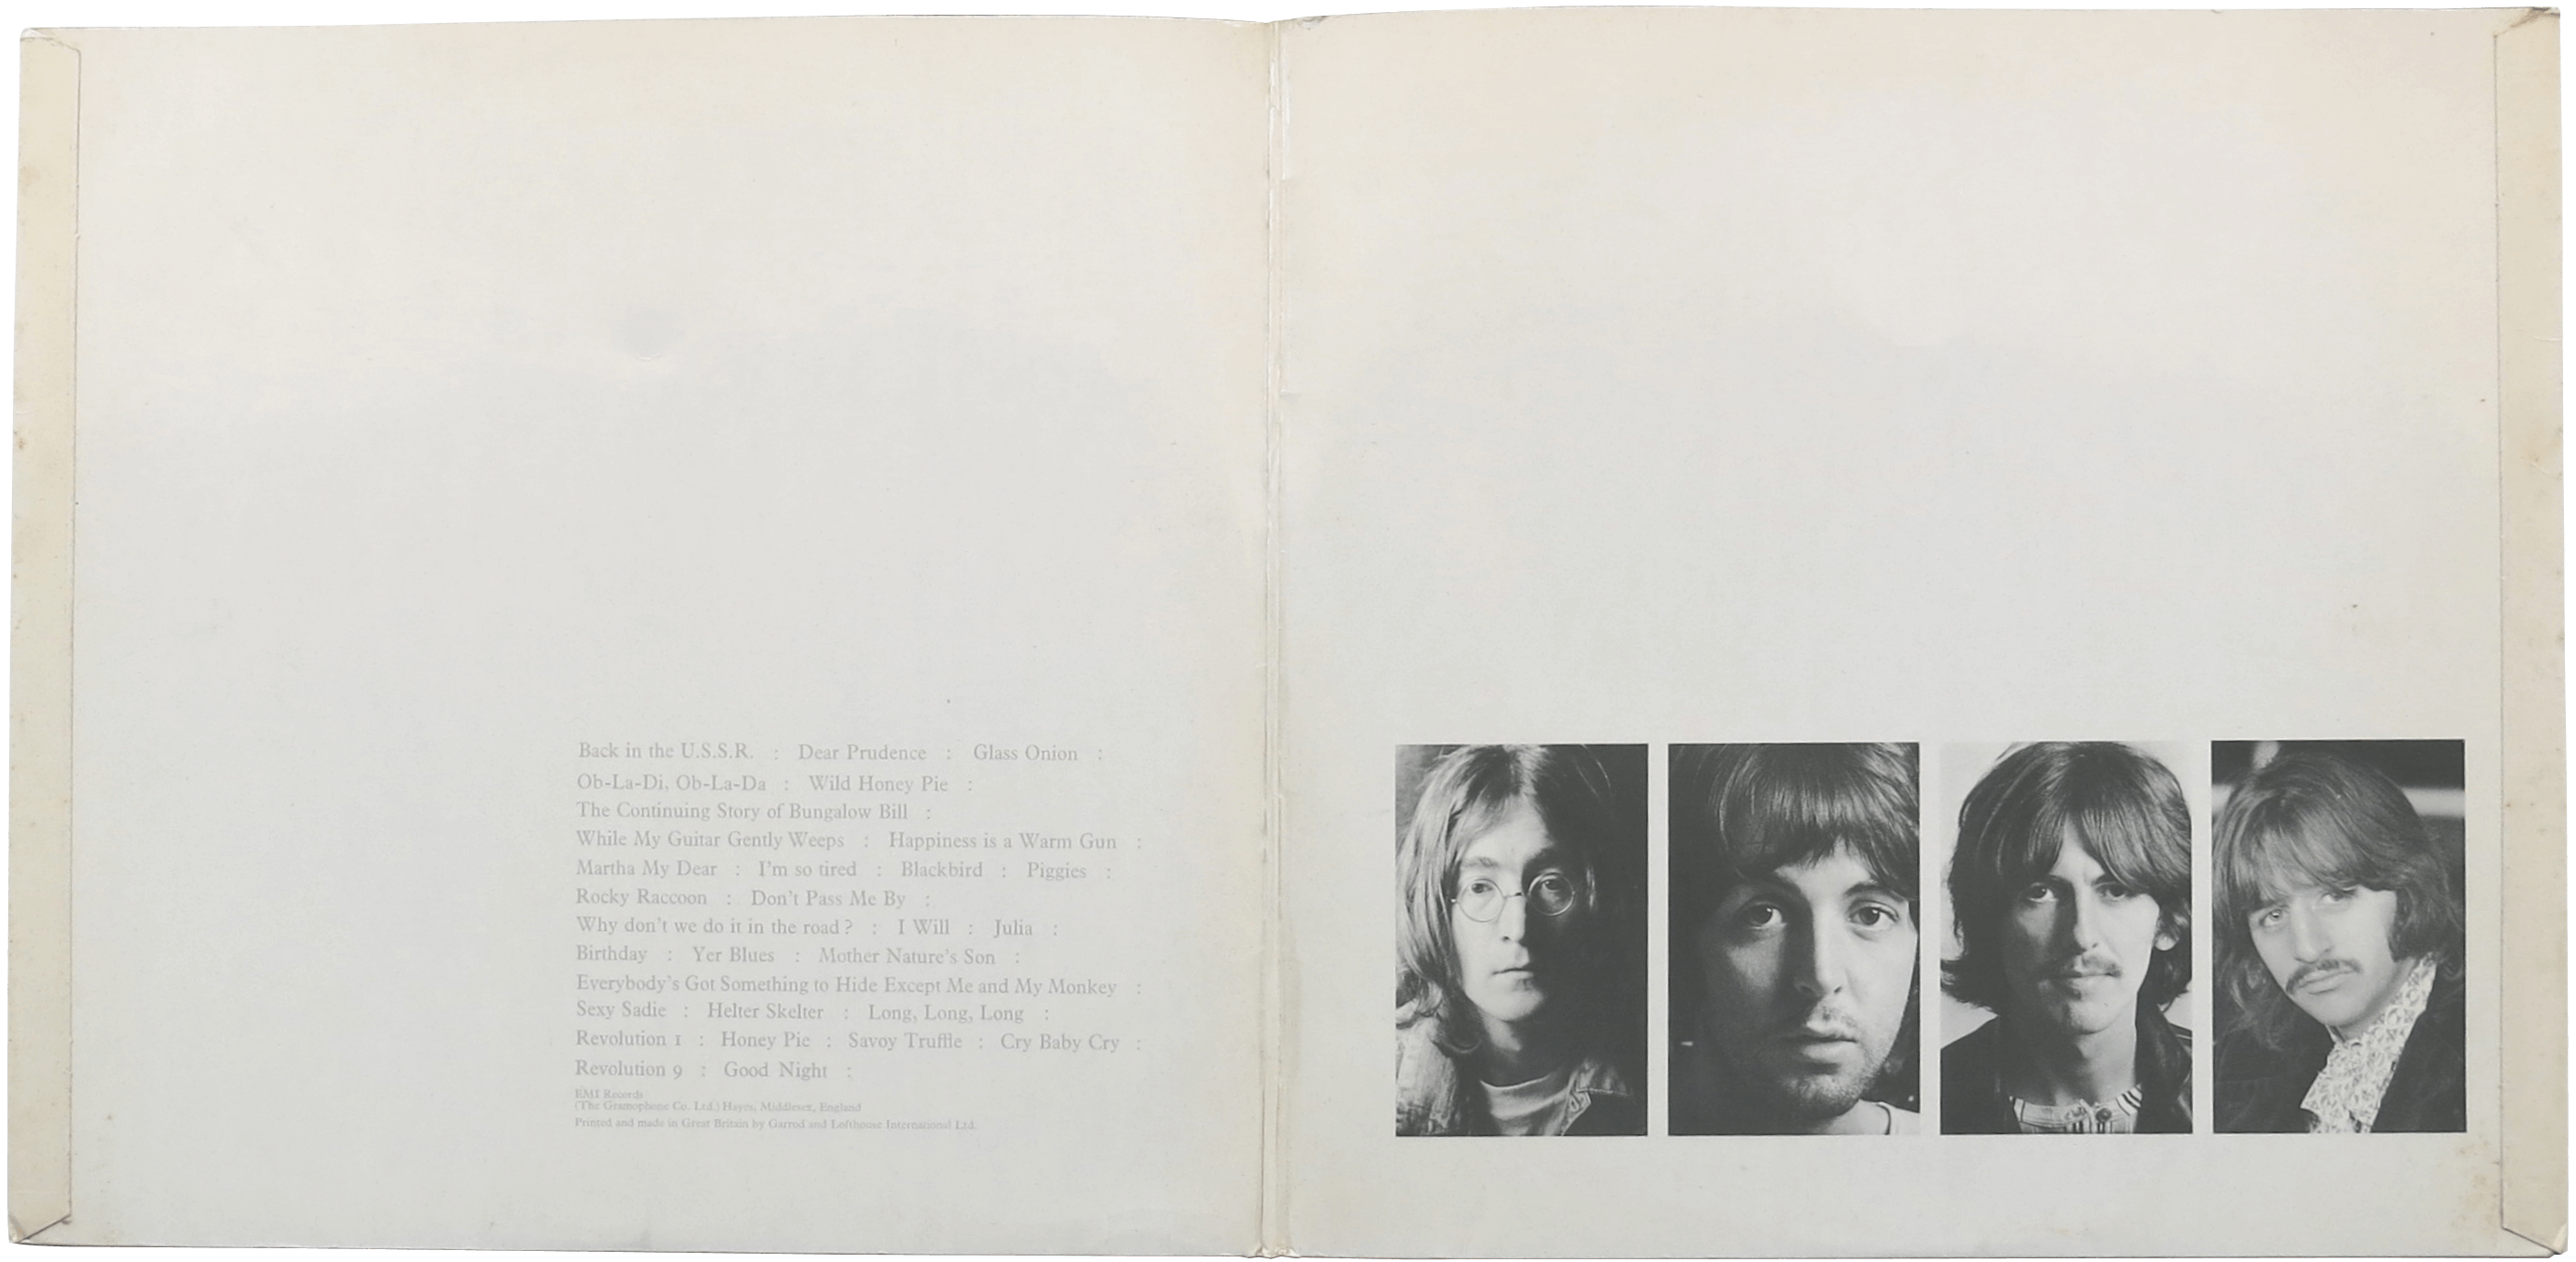 Back in the U.S.S.R. : Dear Prudence : Glass Onion :
Ob-La-Di, Ob-La-Da : Wild Honey Pie :
The Continuing Story of Bungalow Bill :
While My Guitar Gently Weeps : Happiness is a Warm Gun :
Martha My Dear : I'm so tired : Blackbird : Piggies :
Rocky Raccoon : Don't Pass Me By :
Why don't we do it in the road? : I Will : Julia :
Birthday : Yer Blues : Mother Nature's Son :
Everybody's Got Something to Hide Except Me and My Monkey :
Sexy Sadie : Helter Skelter : Long, Long, Long :
Revolution 1 : Honey Pie : Savoy Truffle : Cry Baby Cry :
Revolution 9 : Good Night :
EMI Records
(The Gramophone Co. Ltd.) Hayes, Middlesex, England
Printed and made in Great Britain by Garrod and Lofthouse International Ltd.